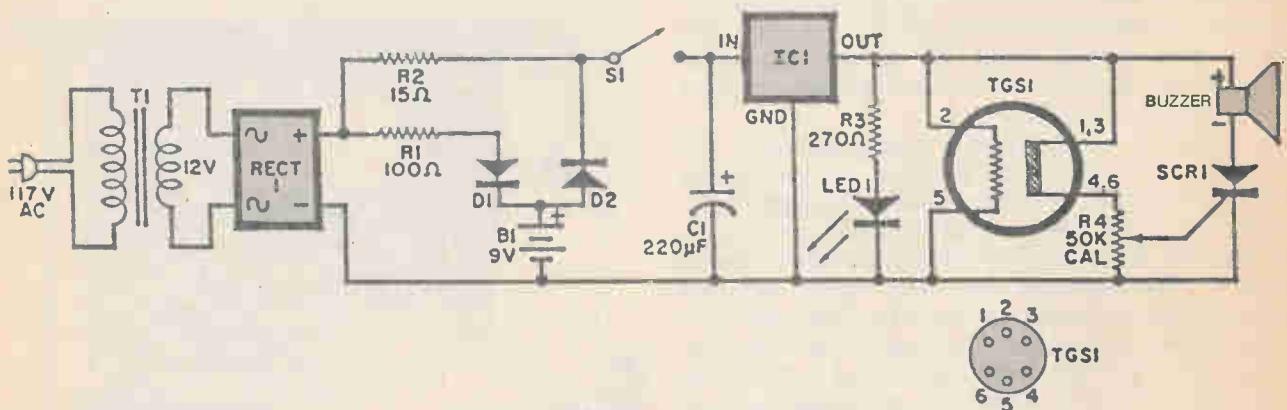 117V
AC
T1
12V
RECT
1
+
-
R2
15Ω
R1
100Ω
D1
D2
B1
9V
+
S1
C1
220µF
+
IN
IC1
OUT
GND
R3
270Ω
LED1
TGS1
2
5
1,3
4,6
R4
50K
CAL
+
BUZZER
-
SCR1
1 2 3
TGS1
6 5 4